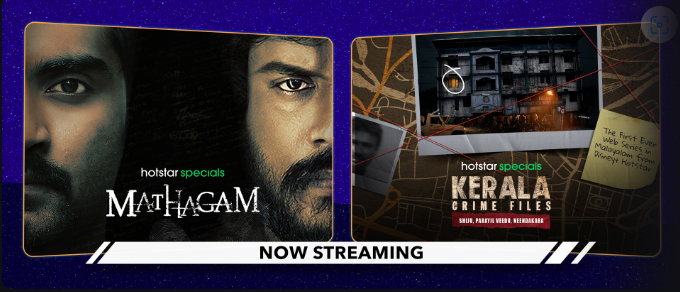 hotstar specials
MATHAGAM
The First Ever
Web Series in
Malayalam from
Disney+ Hotstar
hotstar specials
KERALA
CRIME FILES
SHIJU, PARAYIL VEEDU, NEENDAKARA
NOW STREAMING